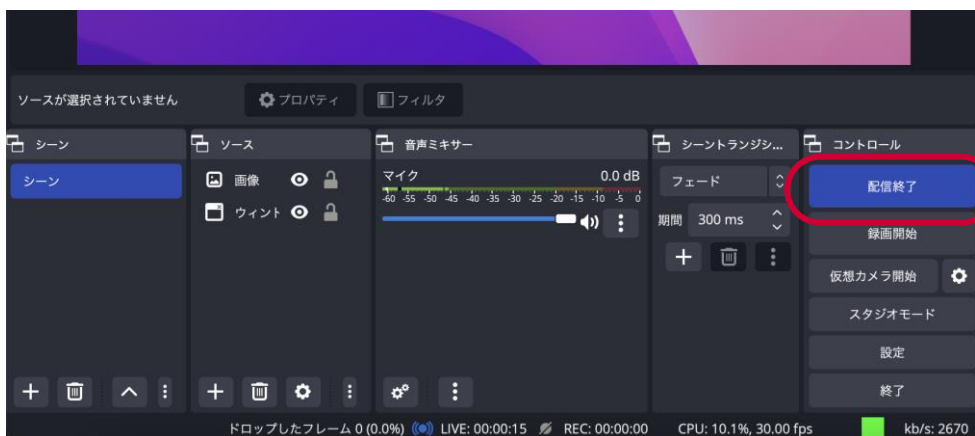 ソースが選択されていません
プロパティ
フィルタ
シーン
シーン
ソース
画像
ウィント
音声ミキサー
マイク 0.0 dB
-60 -55 -50 -45 -40 -35 -30 -25 -20 -15 -10 -5 0
シーントランジシ...
フェード
期間 300 ms
コントロール
配信終了
録画開始
仮想カメラ開始
スタジオモード
設定
終了
ドロップしたフレーム 0 (0.0%) LIVE: 00:00:15 REC: 00:00:00 CPU: 10.1%, 30.00 fps kb/s: 2670